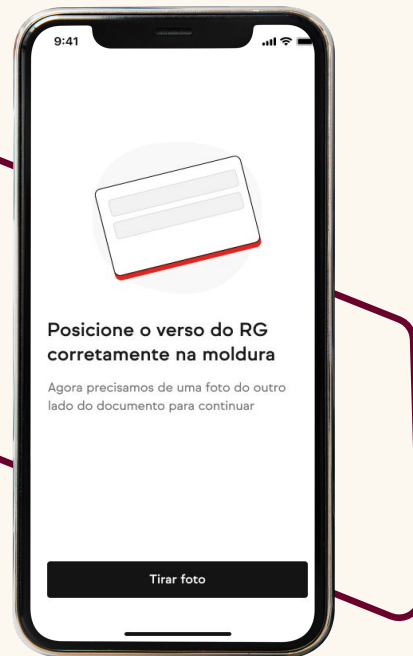 9:41
Posicione o verso do RG
corretamente na moldura
Agora precisamos de uma foto do outro
lado do documento para continuar
Tirar foto